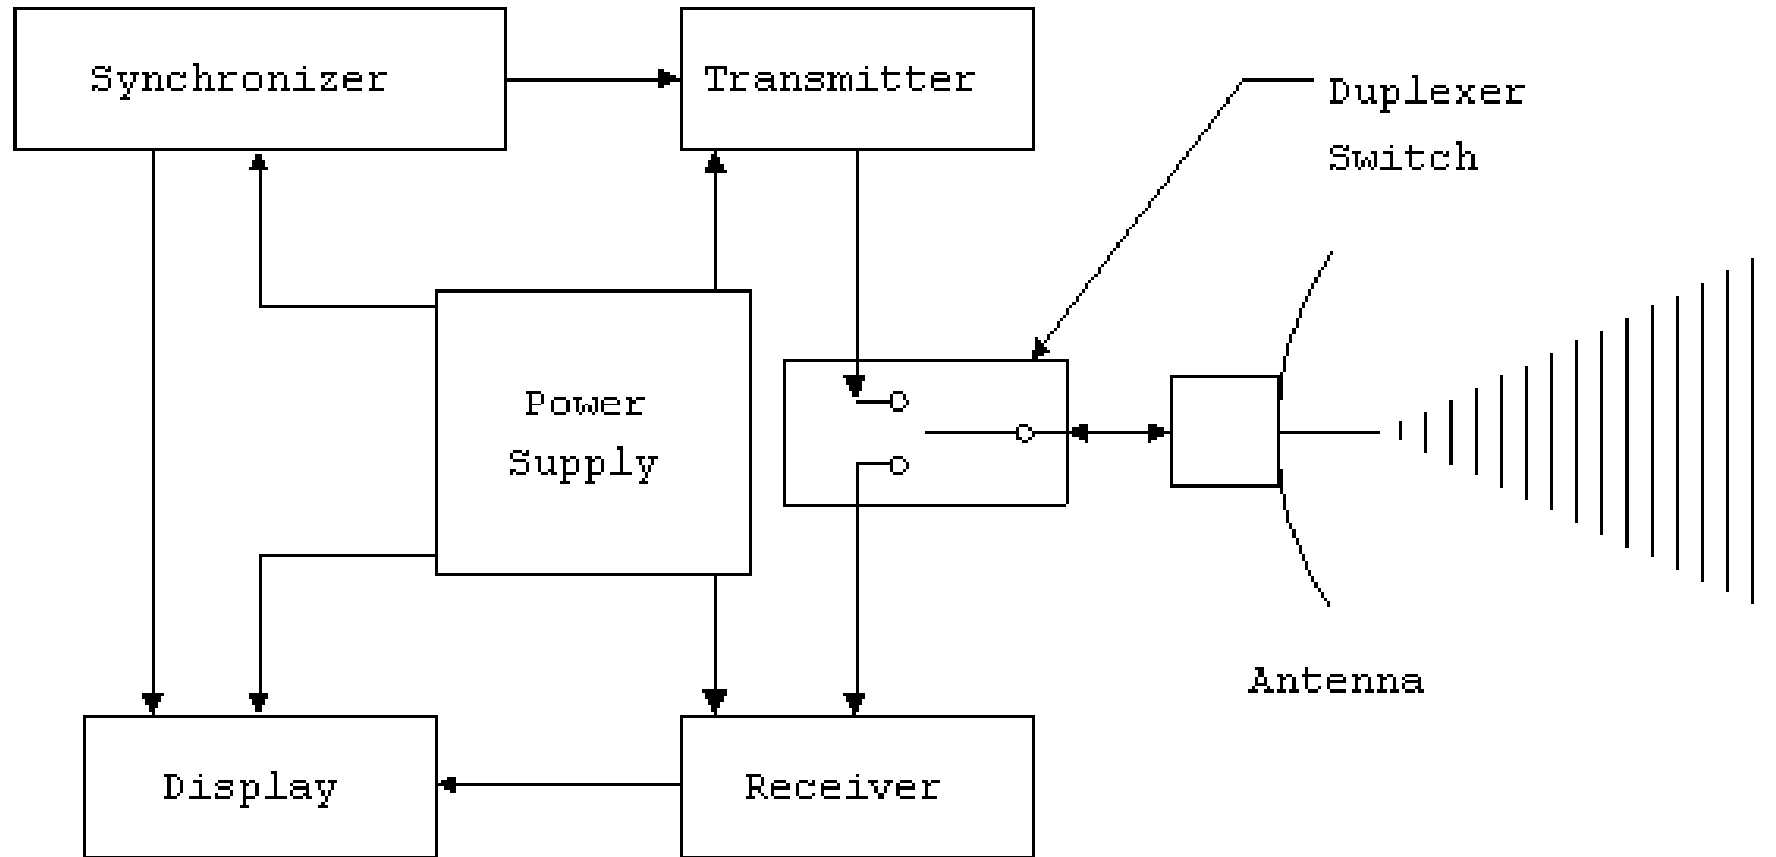 Synchronizer
Transmitter
Duplexer
Switch
Power
Supply
Antenna
Display
Receiver